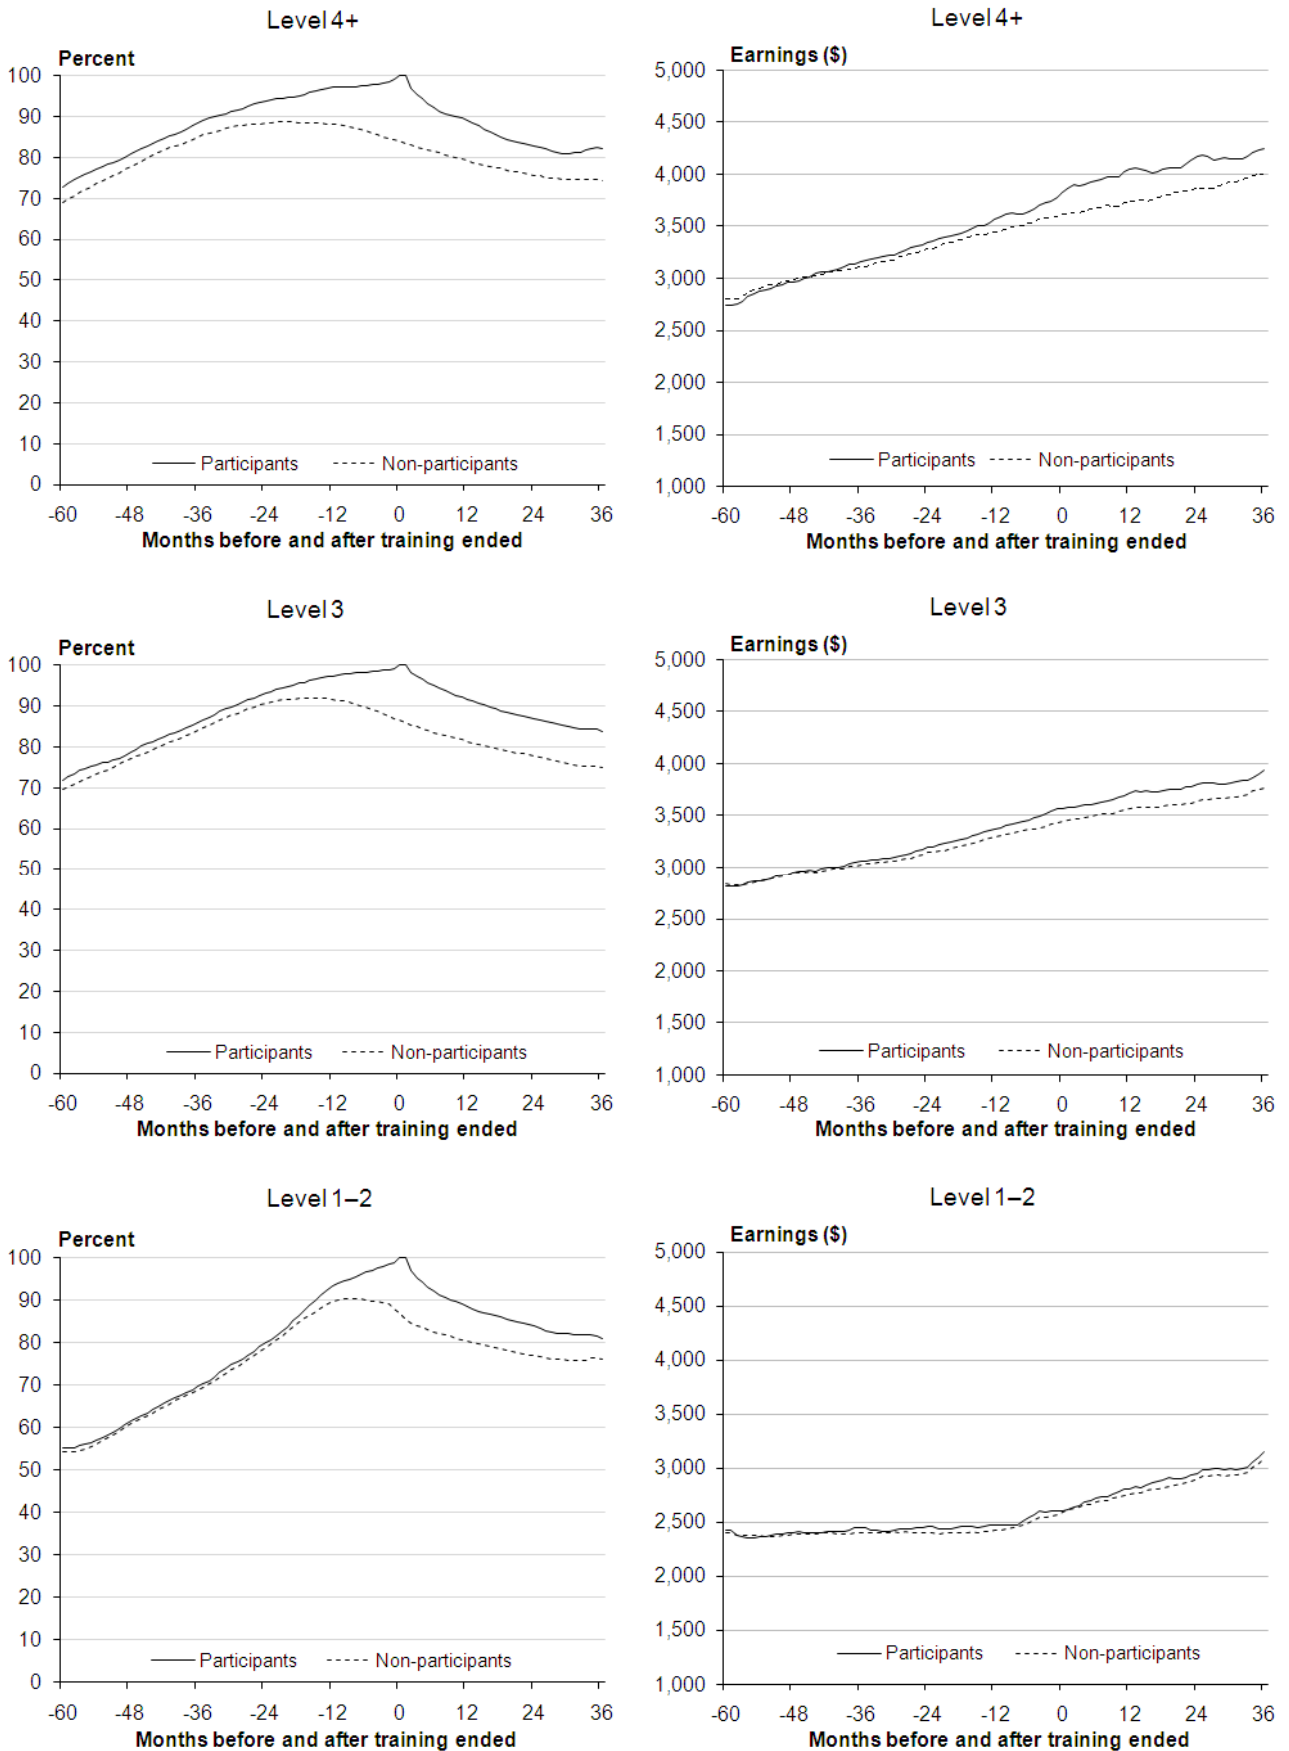 Level 4+
Percent
100
90
80
70
60
50
40
30
20
10
0
Participants Non-participants
-60 -48 -36 -24 -12 0 12 24 36
Months before and after training ended
Level 4+
Earnings ($)
5,000
4,500
4,000
3,500
3,000
2,500
2,000
1,500
1,000
Participants Non-participants
-60 -48 -36 -24 -12 0 12 24 36
Months before and after training ended
Level 3
Percent
100
90
80
70
60
50
40
30
20
10
0
Participants Non-participants
-60 -48 -36 -24 -12 0 12 24 36
Months before and after training ended
Level 3
Earnings ($)
5,000
4,500
4,000
3,500
3,000
2,500
2,000
1,500
1,000
Participants Non-participants
-60 -48 -36 -24 -12 0 12 24 36
Months before and after training ended
Level 1–2
Percent
100
90
80
70
60
50
40
30
20
10
0
Participants Non-participants
-60 -48 -36 -24 -12 0 12 24 36
Months before and after training ended
Level 1–2
Earnings ($)
5,000
4,500
4,000
3,500
3,000
2,500
2,000
1,500
1,000
Participants Non-participants
-60 -48 -36 -24 -12 0 12 24 36
Months before and after training ended